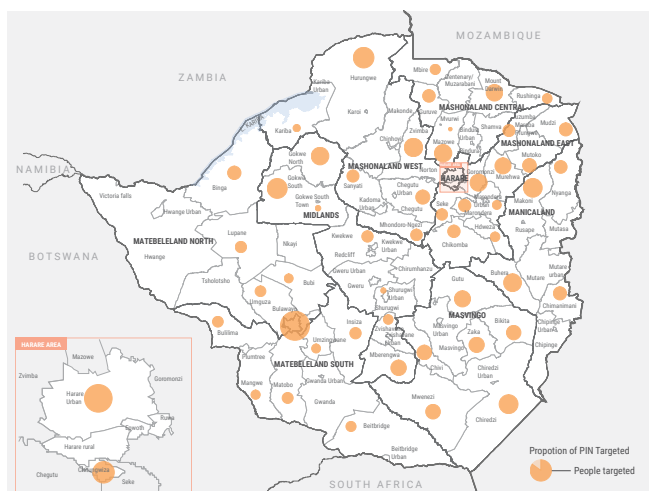 MOZAMBIQUE
ZAMBIA
NAMIBIA
BOTSWANA
SOUTH AFRICA
Kariba
Urban
Hurungwe
Mbire
Centenary/
Muzarabani
Mount
Darwin
Rushinga
Guruve
MASHONALAND CENTRAL
Karoi
Makonde
Mvurwi
Shamva
Mudzi
Kariba
Kariba
Zvimba
Bindura
Urban
Bindura
MASHONALAND EAST
Chinhoyi
Mazowe
Mutoko
Gokwe
North
MASHONALAND WEST
Norton
HARARE
Goromonzi
Murehwa
Binga
Gokwe
South
Sanyati
Chegutu
Urban
Nyanga
Victoria falls
Gokwe South
Town
Kadoma
Urban
Chegutu
Seke
Marondera
Makoni
MANICALAND
Hwange Urban
MIDLANDS
Mhondoro-Ngezi
Hwedza
Rusape
Mutasa
MATEBELELAND NORTH
Lupane
Nkayi
Kwekwe
Kwekwe
Urban
Chikomba
Hwange
Redcliff
Gweru Urban
Chirumhanzu
Buhera
Mutare
Mutare
urban
Tsholotsho
Bubi
Gweru
Gutu
Umguza
Shurugwi
Urban
Chimanimani
Bulawayo
Shurugwi
MASVINGO
Bulilima
Insiza
Zvishavane
Masvingo
Urban
Bikita
Chipinge
Urban
Umzingwane
Zaka
Plumtree
MATEBELELAND SOUTH
Mberengwa
Masvingo
Chipinge
Chivi
Chiredzi
Urban
Mangwe
Matobo
Gwanda Urban
Gwanda
Mwenezi
Chiredzi
Beitbridge
Beitbridge
Urban
HARARE AREA
Mazowe
Zvimba
Harare
Urban
Goromonzi
Ruwa
Epworth
Harare rural
Chegutu
Chitungwiza
Seke
Propotion of PIN Targeted
People targeted